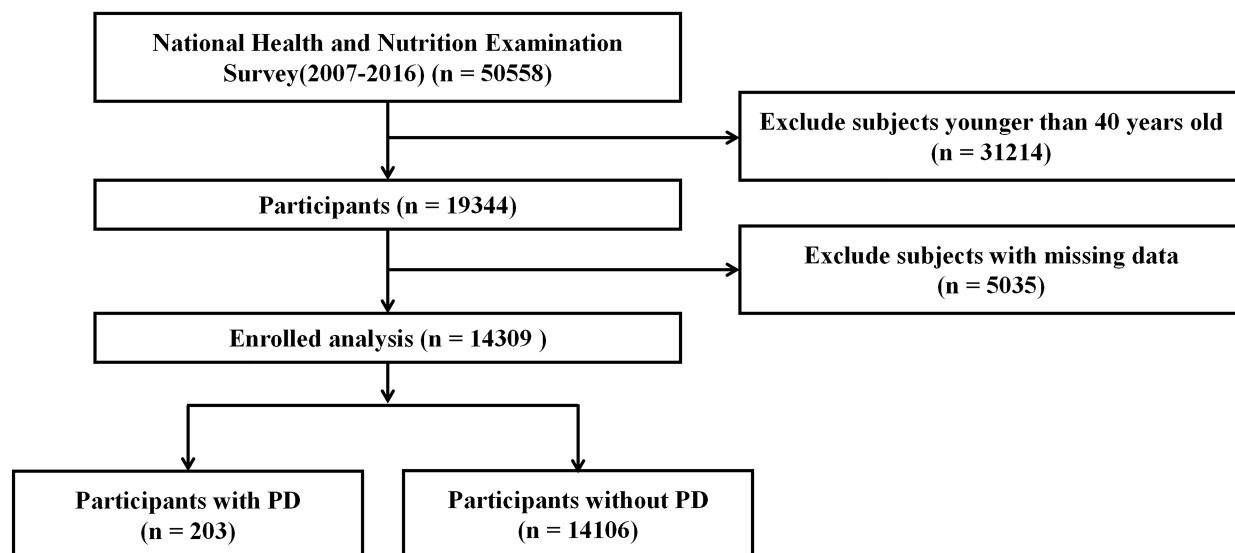 National Health and Nutrition Examination
Survey(2007-2016) (n = 50558)
Exclude subjects younger than 40 years old
(n = 31214)
Participants (n = 19344)
Exclude subjects with missing data
(n = 5035)
Enrolled analysis (n = 14309 )
Participants with PD
(n = 203)
Participants without PD
(n = 14106)